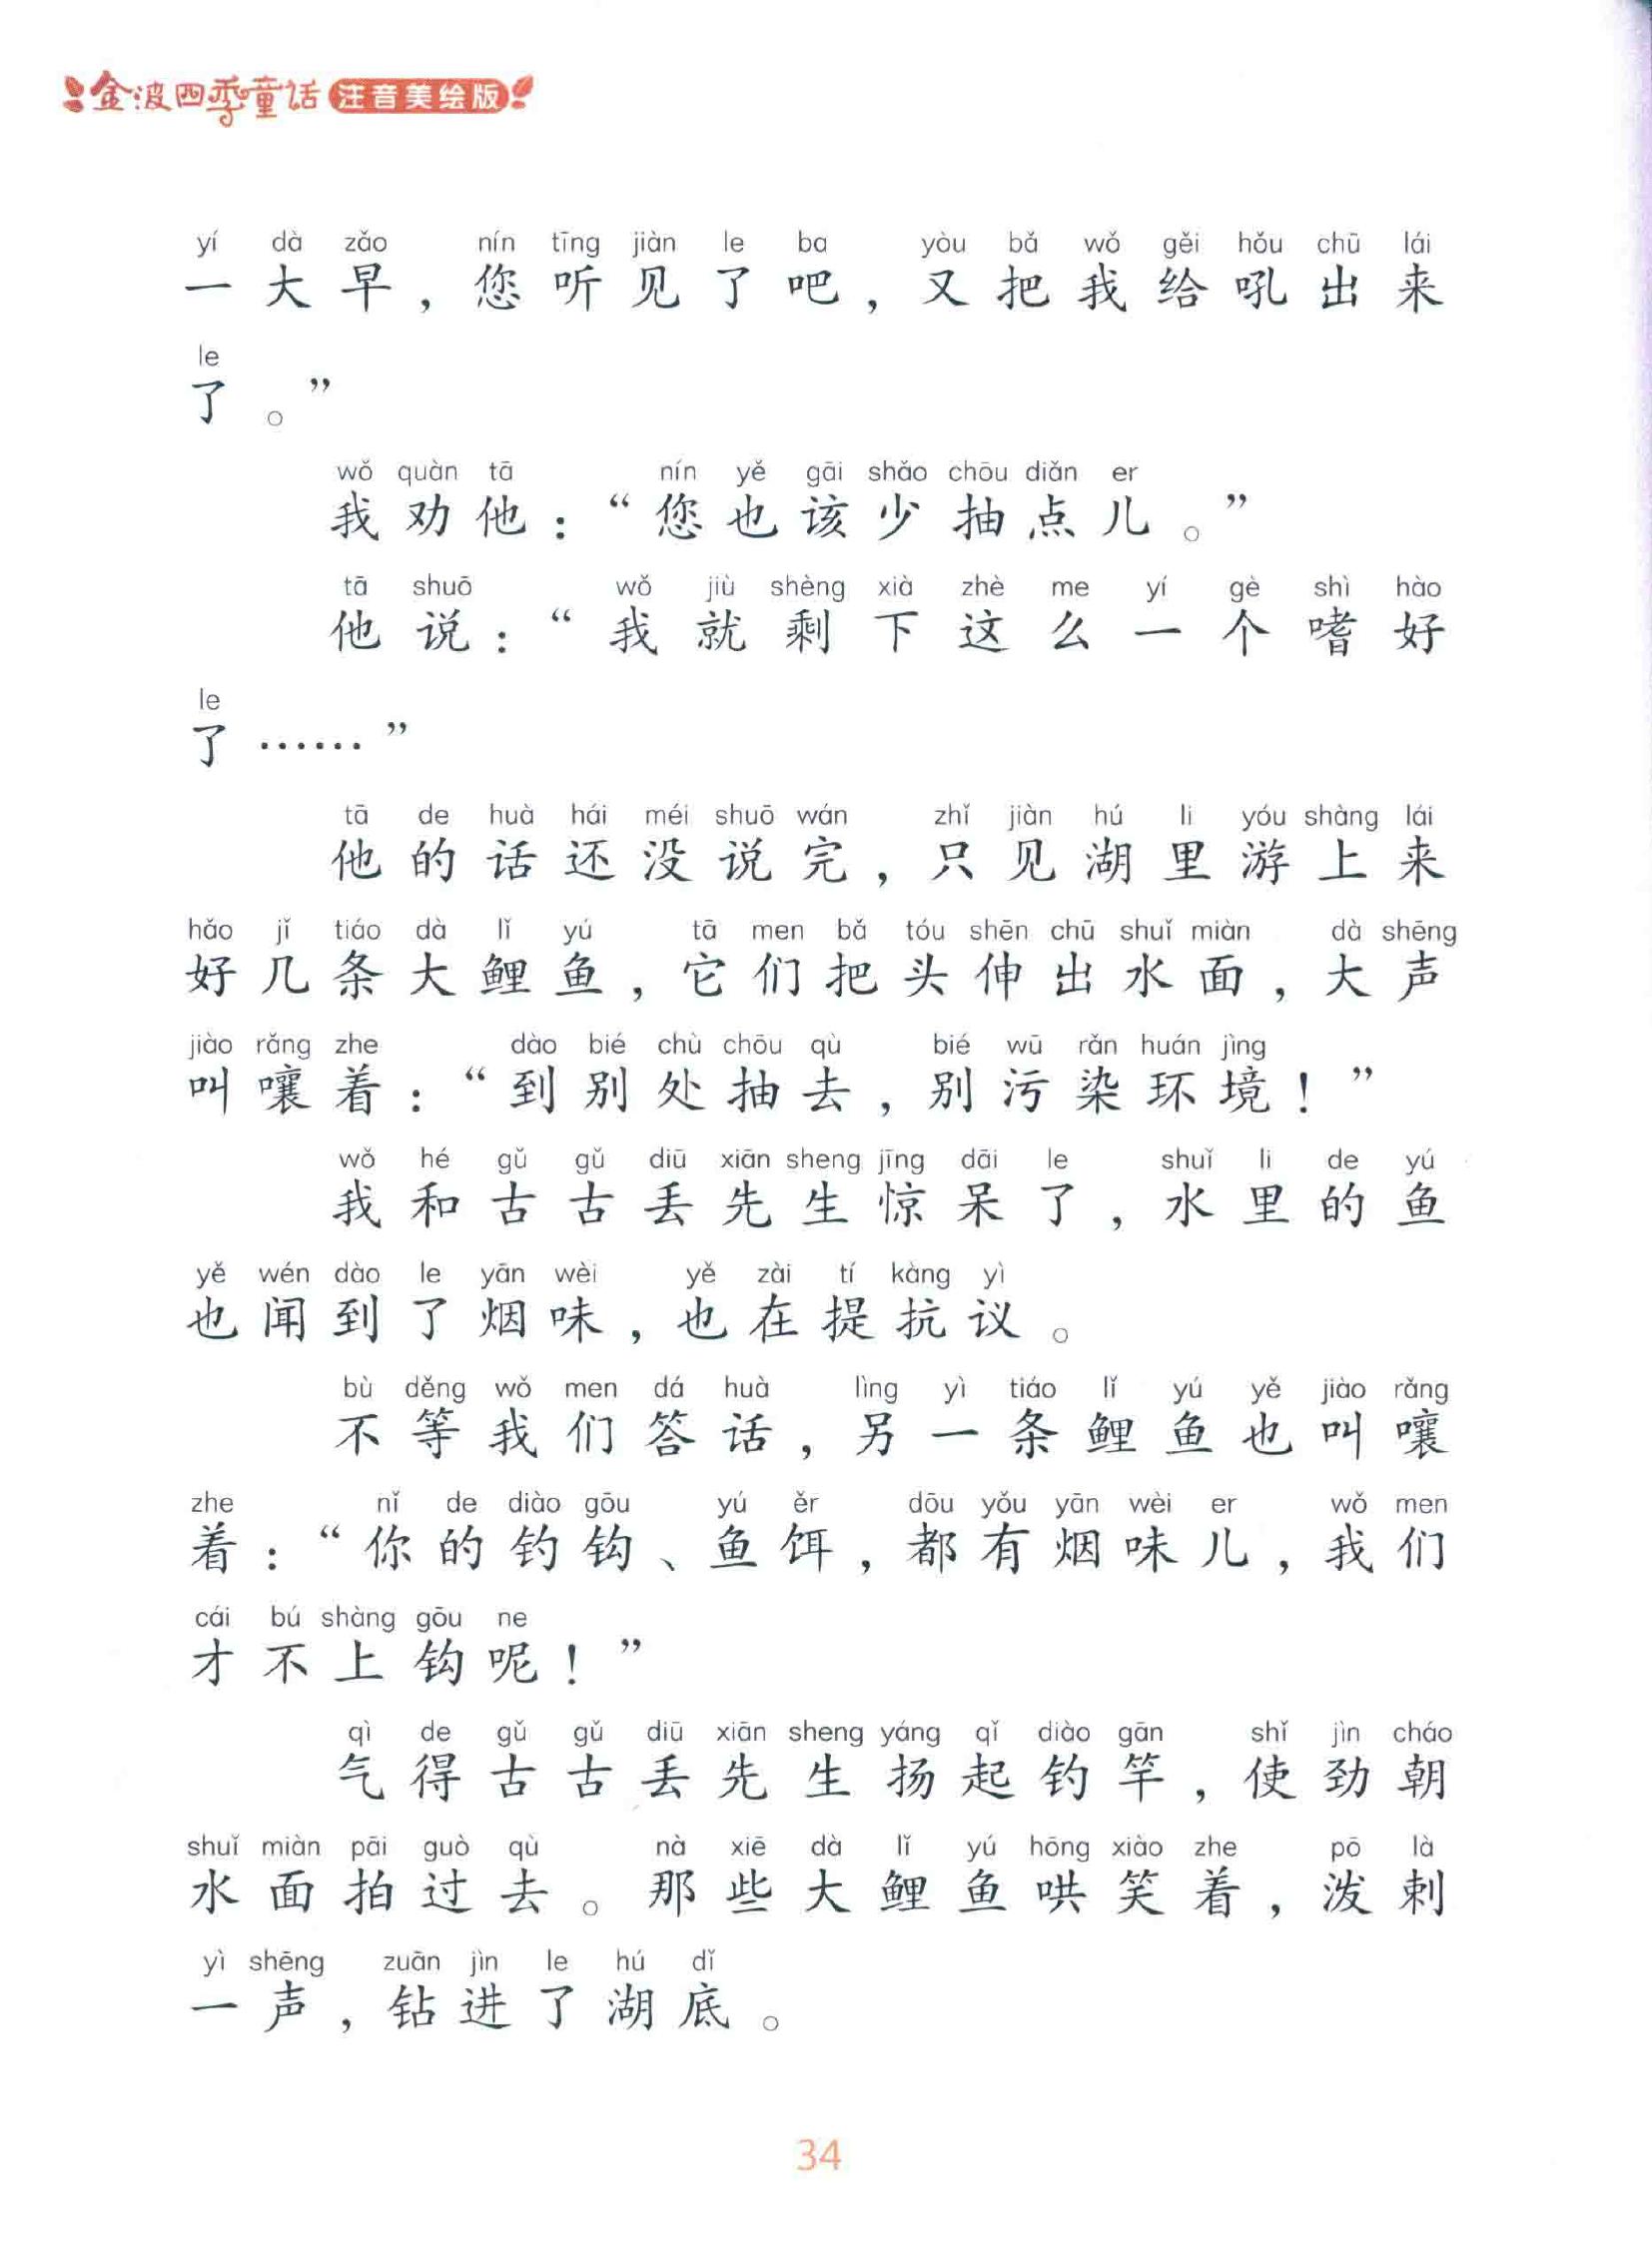 金波四季童话 注音美绘版
yí dà zǎo nín tīng jiàn le ba yòu bǎ wǒ gěi hǒu chū lái
一大早，您听见了吧，又把我给吼出来
le
了。”
wǒ quàn tā nín yě gāi shǎo chōu diǎn er
我劝他：“您也该少抽点儿。”
tā shuō wǒ jiù shèng xià zhè me yí gè shì hào
他说：“我就剩下这么一个嗜好
le
了……”
tā de huà hái méi shuō wán zhǐ jiàn hú li yóu shàng lái
他的话还没说完，只见湖里游上来
hǎo jǐ tiáo dà lǐ yú tā men bǎ tóu shēn chū shuǐ miàn dà shēng
好几条大鲤鱼，它们把头伸出水面，大声
jiào rǎng zhe dào bié chù chōu qù bié wū rǎn huán jìng
叫嚷着：“到别处抽去，别污染环境！”
wǒ hé gǔ gǔ diū xiān sheng jīng dāi le shuǐ li de yú
我和古古丢先生惊呆了，水里的鱼
yě wén dào le yān wèi yě zài tí kàng yì
也闻到了烟味，也在提抗议。
bù děng wǒ men dá huà lìng yì tiáo lǐ yú yě jiào rǎng
不等我们答话，另一条鲤鱼也叫嚷
zhe nǐ de diào gōu yú ěr dōu yǒu yān wèi er wǒ men
着：“你的钓钩、鱼饵，都有烟味儿，我们
cái bú shàng gōu ne
才不上钩呢！”
qì de gǔ gǔ diū xiān sheng yáng qǐ diào gān shǐ jìn cháo
气得古古丢先生扬起钓竿，使劲朝
shuǐ miàn pāi guò qù nà xiē dà lǐ yú hōng xiào zhe pō là
水面拍过去。那些大鲤鱼哄笑着，泼剌
yì shēng zuān jìn le hú dǐ
一声，钻进了湖底。
34